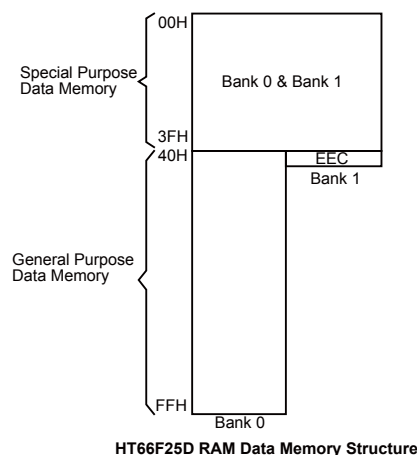 00H
Special Purpose
Data Memory
Bank 0 & Bank 1
3FH
40H
EEC
Bank 1
General Purpose
Data Memory
FFH
Bank 0
HT66F25D RAM Data Memory Structure